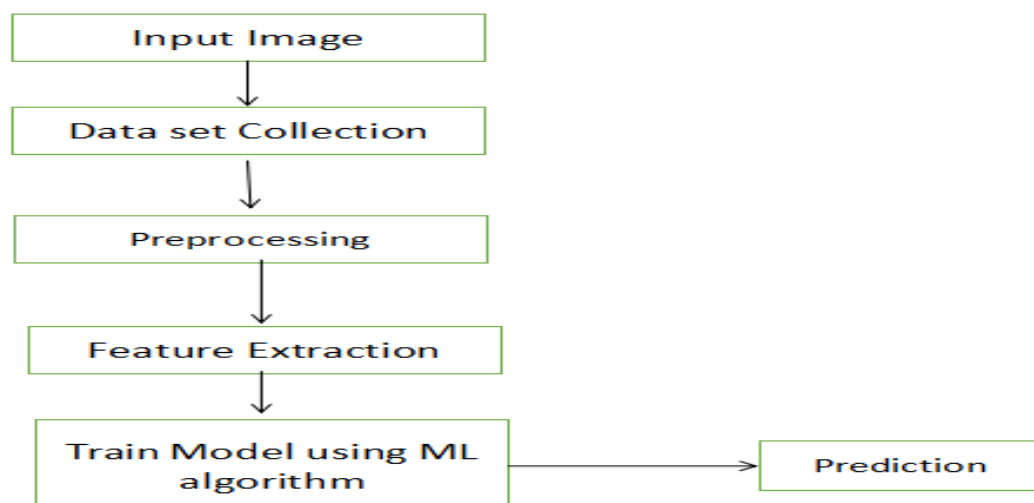 Input Image
Data set Collection
Preprocessing
Feature Extraction
Train Model using ML
algorithm
Prediction